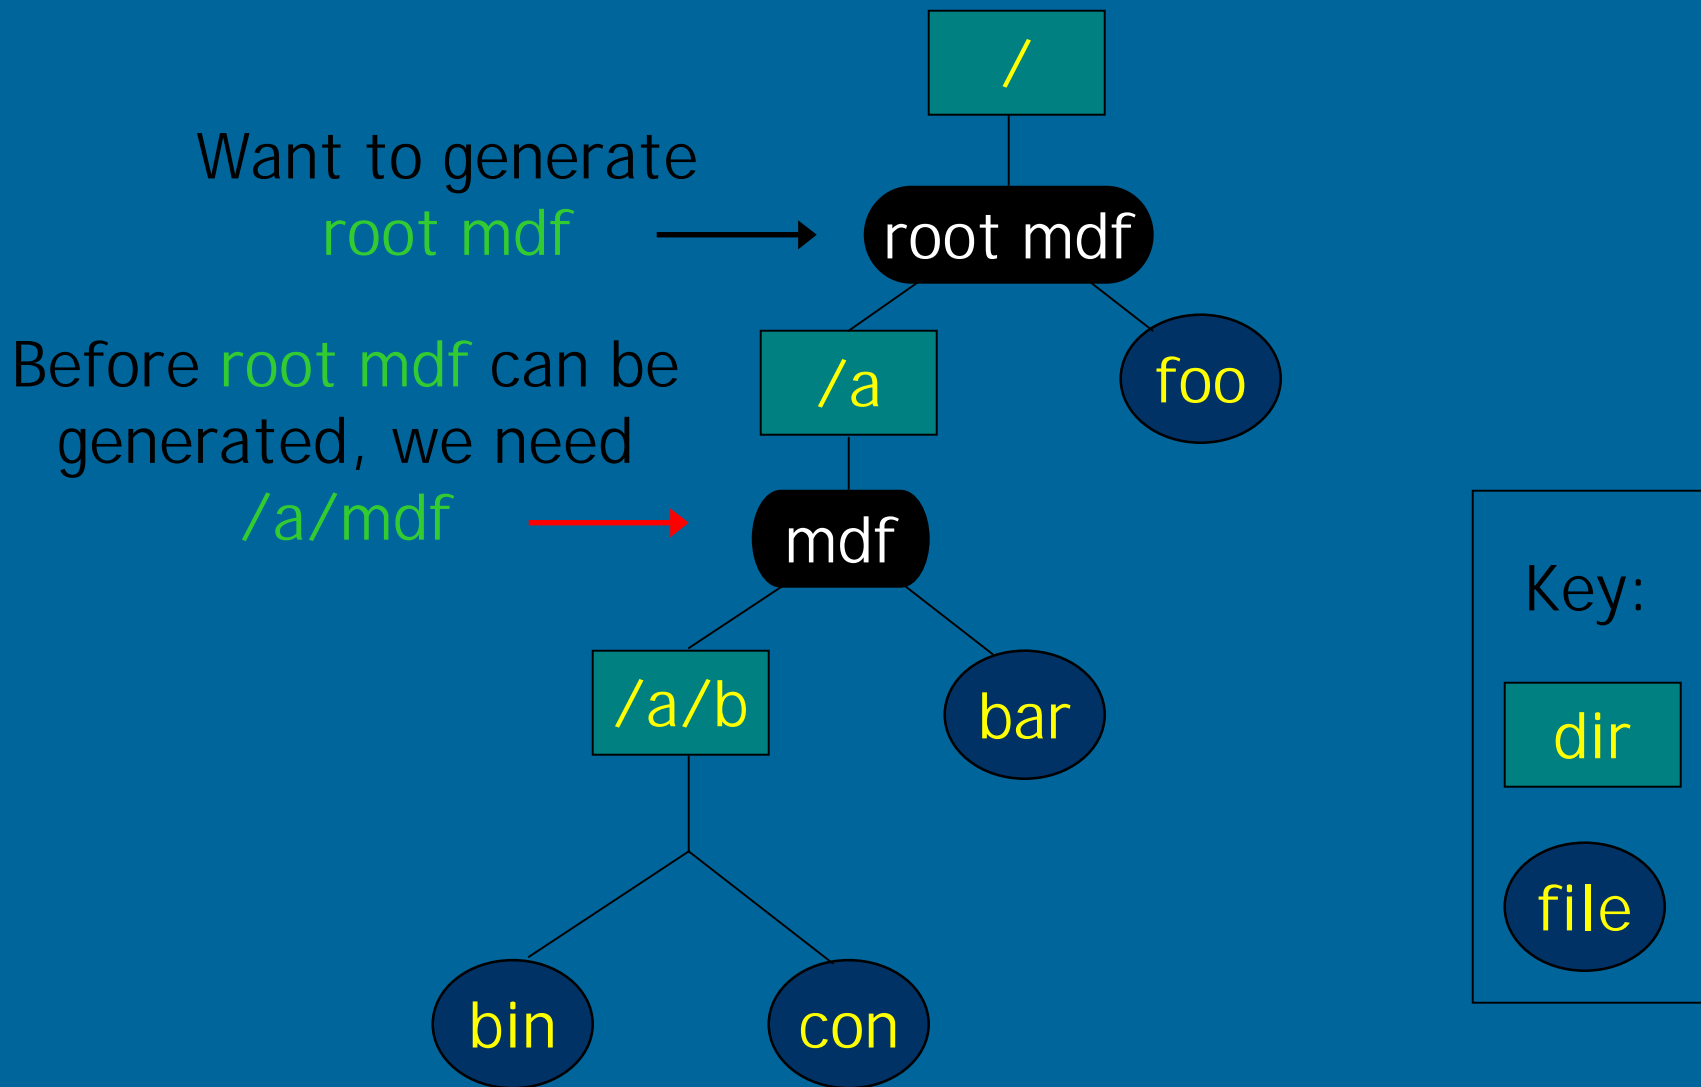 /
Want to generate
root mdf
root mdf
Before root mdf can be
generated, we need
/a/mdf
/a
foo
mdf
/a/b
bar
bin
con
Key:
dir
file